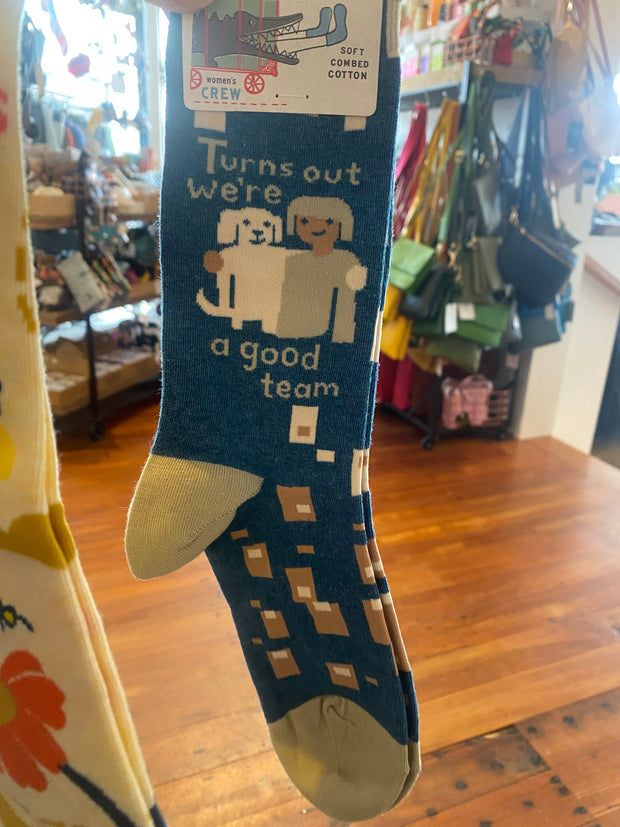 SOFT
COMBED
COTTON
women's
CREW
Turns out
we're
a good
team